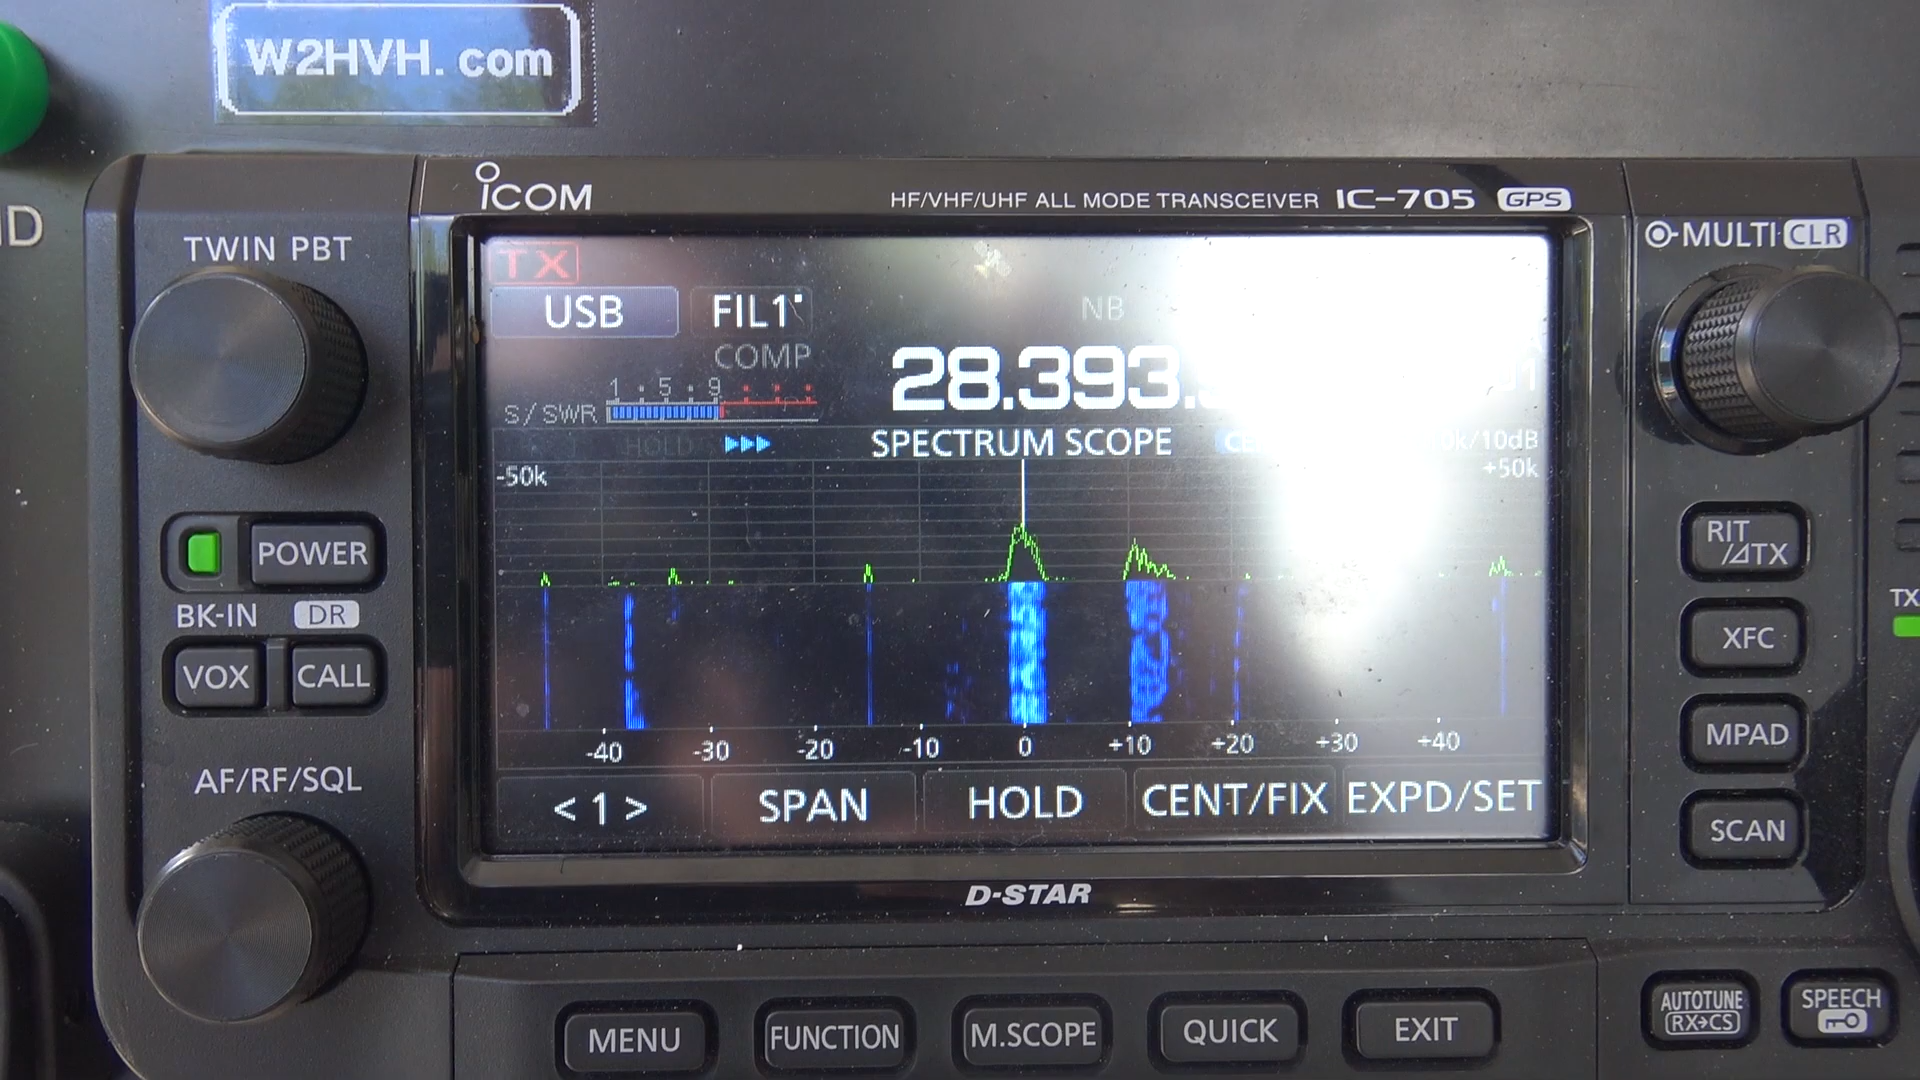 W2HVH. com
ICOM
HF/VHF/UHF ALL MODE TRANSCEIVER IC-705 GPS
TWIN PBT
MULTI CLR
TX
USB FIL1 NB
COMP
28.393.
1 5 9
S/SWR
HOLD SPECTRUM SCOPE
/10dB
-50k +50k
POWER
RIT
/⊿TX
TX
BK-IN DR
VOX CALL
XFC
MPAD
-40 -30 -20 -10 0 +10 +20 +30 +40
AF/RF/SQL
< 1 > SPAN HOLD CENT/FIX EXPD/SET
SCAN
D-STAR
MENU FUNCTION M.SCOPE QUICK EXIT
AUTOTUNE
RX→CS
SPEECH